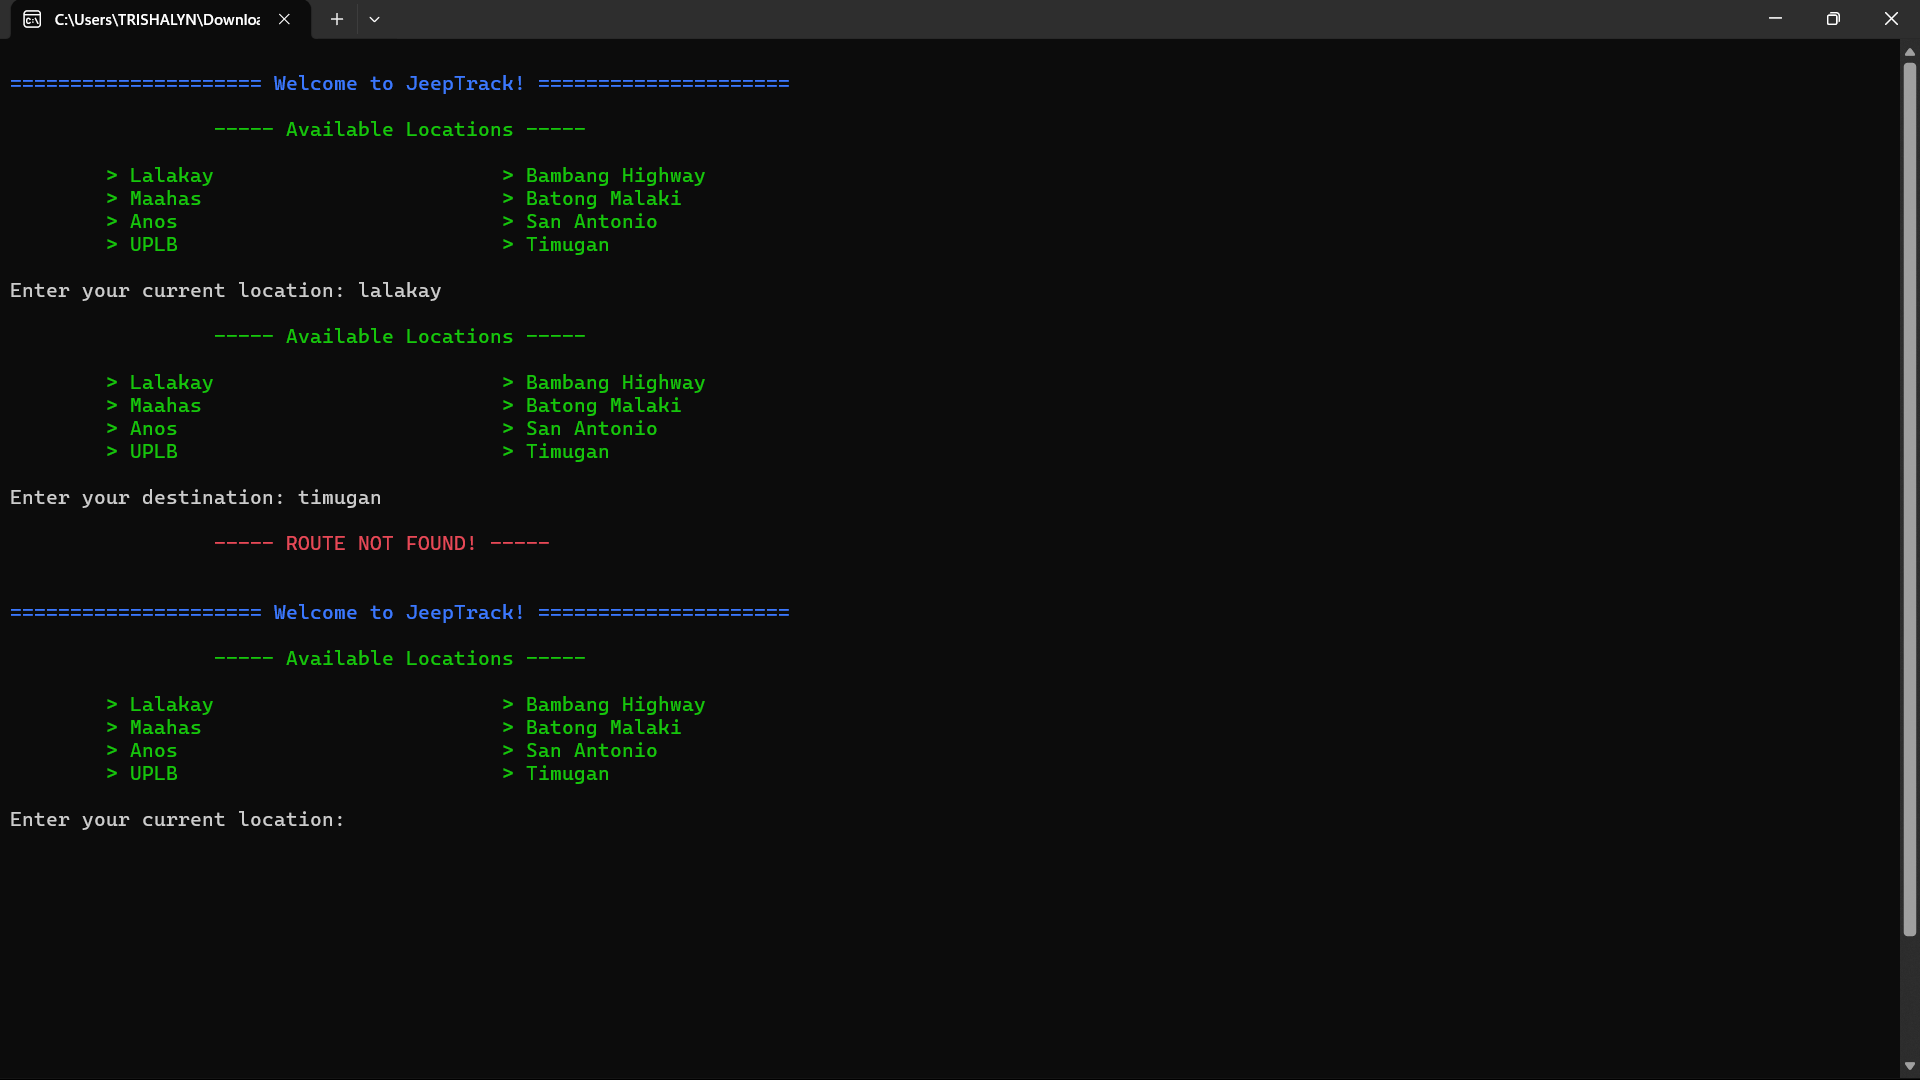 C:\Users\TRISHALYN\Downloa
===================== Welcome to JeepTrack! =====================
----- Available Locations -----
> Lalakay > Bambang Highway
> Maahas > Batong Malaki
> Anos > San Antonio
> UPLB > Timugan
Enter your current location: lalakay
----- Available Locations -----
> Lalakay > Bambang Highway
> Maahas > Batong Malaki
> Anos > San Antonio
> UPLB > Timugan
Enter your destination: timugan
----- ROUTE NOT FOUND! -----
===================== Welcome to JeepTrack! =====================
----- Available Locations -----
> Lalakay > Bambang Highway
> Maahas > Batong Malaki
> Anos > San Antonio
> UPLB > Timugan
Enter your current location: